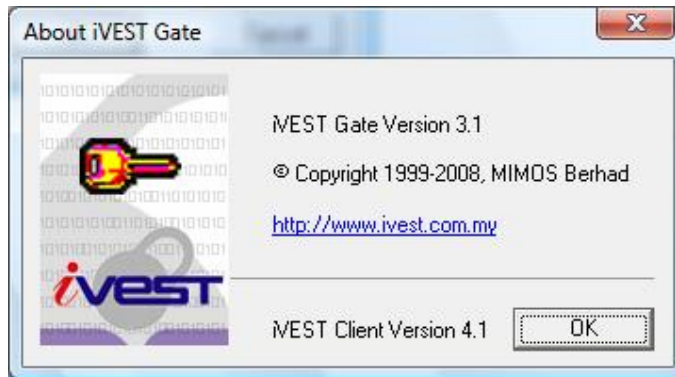 About iVEST Gate
iVEST Gate Version 3.1
© Copyright 1999-2008, MIMOS Berhad
http://www.ivest.com.my
ivest
iVEST Client Version 4.1
OK